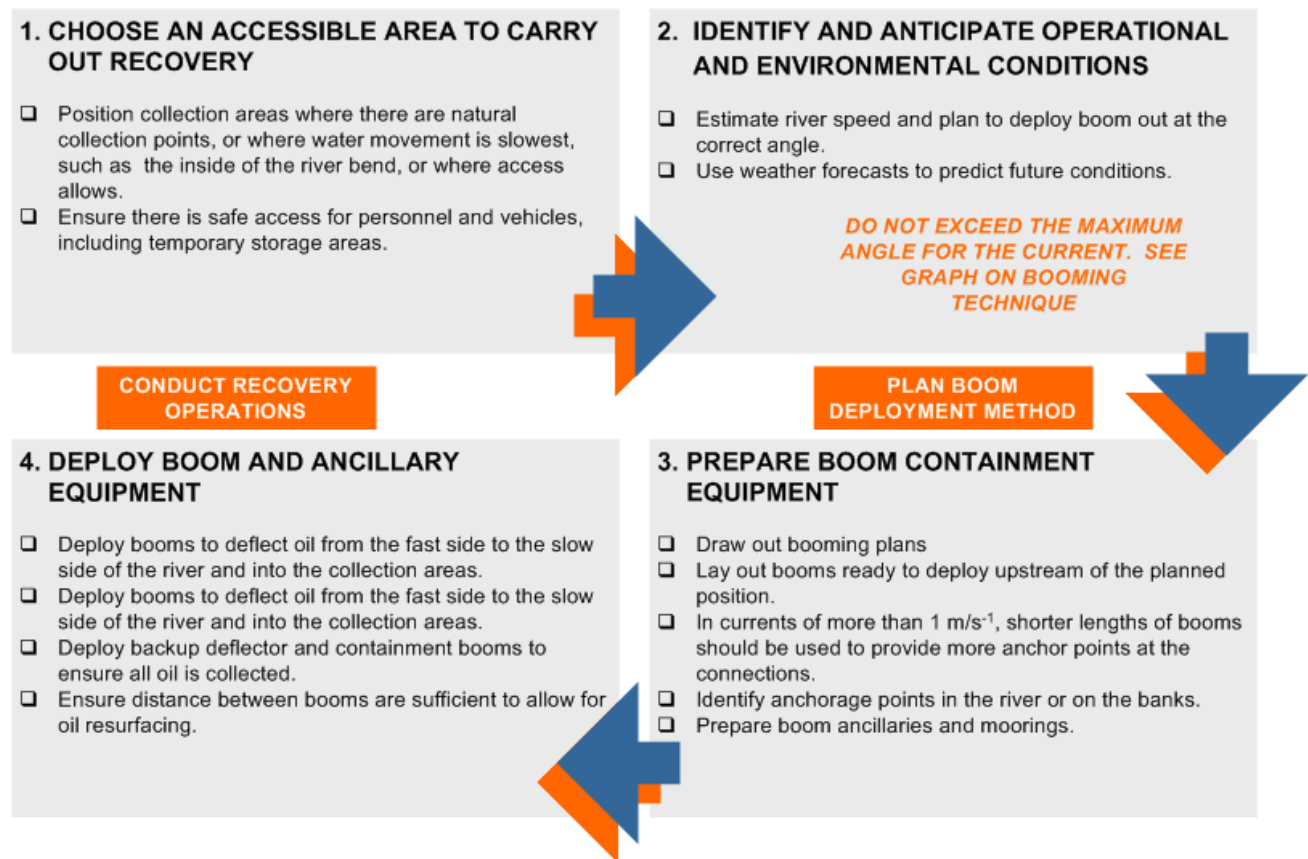 1. CHOOSE AN ACCESSIBLE AREA TO CARRY
OUT RECOVERY
❑ Position collection areas where there are natural
collection points, or where water movement is slowest,
such as the inside of the river bend, or where access
allows.
❑ Ensure there is safe access for personnel and vehicles,
including temporary storage areas.
2. IDENTIFY AND ANTICIPATE OPERATIONAL
AND ENVIRONMENTAL CONDITIONS
❑ Estimate river speed and plan to deploy boom out at the
correct angle.
❑ Use weather forecasts to predict future conditions.
DO NOT EXCEED THE MAXIMUM
ANGLE FOR THE CURRENT. SEE
GRAPH ON BOOMING
TECHNIQUE
CONDUCT RECOVERY
OPERATIONS
PLAN BOOM
DEPLOYMENT METHOD
3. PREPARE BOOM CONTAINMENT
EQUIPMENT
❑ Draw out booming plans
❑ Lay out booms ready to deploy upstream of the planned
position.
❑ In currents of more than 1 m/s⁻¹, shorter lengths of booms
should be used to provide more anchor points at the
connections.
❑ Identify anchorage points in the river or on the banks.
❑ Prepare boom ancillaries and moorings.
4. DEPLOY BOOM AND ANCILLARY
EQUIPMENT
❑ Deploy booms to deflect oil from the fast side to the slow
side of the river and into the collection areas.
❑ Deploy booms to deflect oil from the fast side to the slow
side of the river and into the collection areas.
❑ Deploy backup deflector and containment booms to
ensure all oil is collected.
❑ Ensure distance between booms are sufficient to allow for
oil resurfacing.